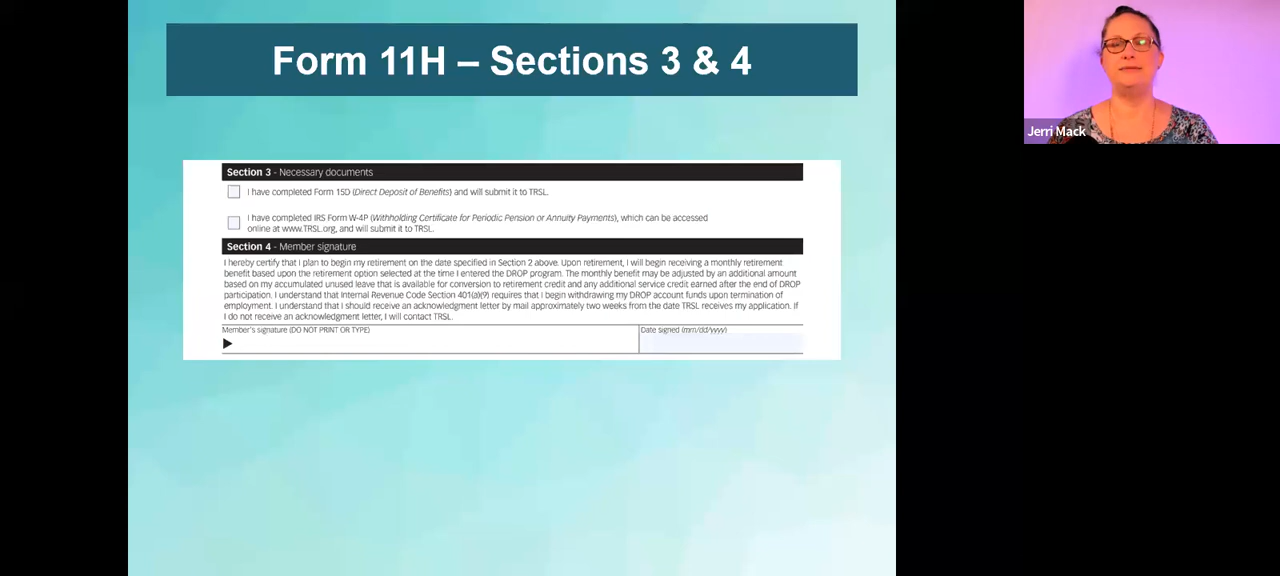 Form 11H – Sections 3 & 4
Jerri Mack
Section 3 - Necessary documents
I have completed Form 15D (Direct Deposit of Benefits) and will submit it to TRSL.
I have completed IRS Form W-4P (Withholding Certificate for Periodic Pension or Annuity Payments), which can be accessed
online at www.TRSL.org, and will submit it to TRSL.
Section 4 - Member signature
I hereby certify that I plan to begin my retirement on the date specified in Section 2 above. Upon retirement, I will begin receiving a monthly retirement
benefit based upon the retirement option selected at the time I entered the DROP program. The monthly benefit may be adjusted by an additional amount
based on my accumulated unused leave that is available for conversion to retirement credit and any additional service credit earned after the end of DROP
participation. I understand that Internal Revenue Code Section 401(a)(9) requires that I begin withdrawing my DROP account funds upon termination of
employment. I understand that I should receive an acknowledgment letter by mail approximately two weeks from the date TRSL receives my application. If
I do not receive an acknowledgment letter, I will contact TRSL.
Member's signature (DO NOT PRINT OR TYPE)
Date signed (mm/dd/yyyy)